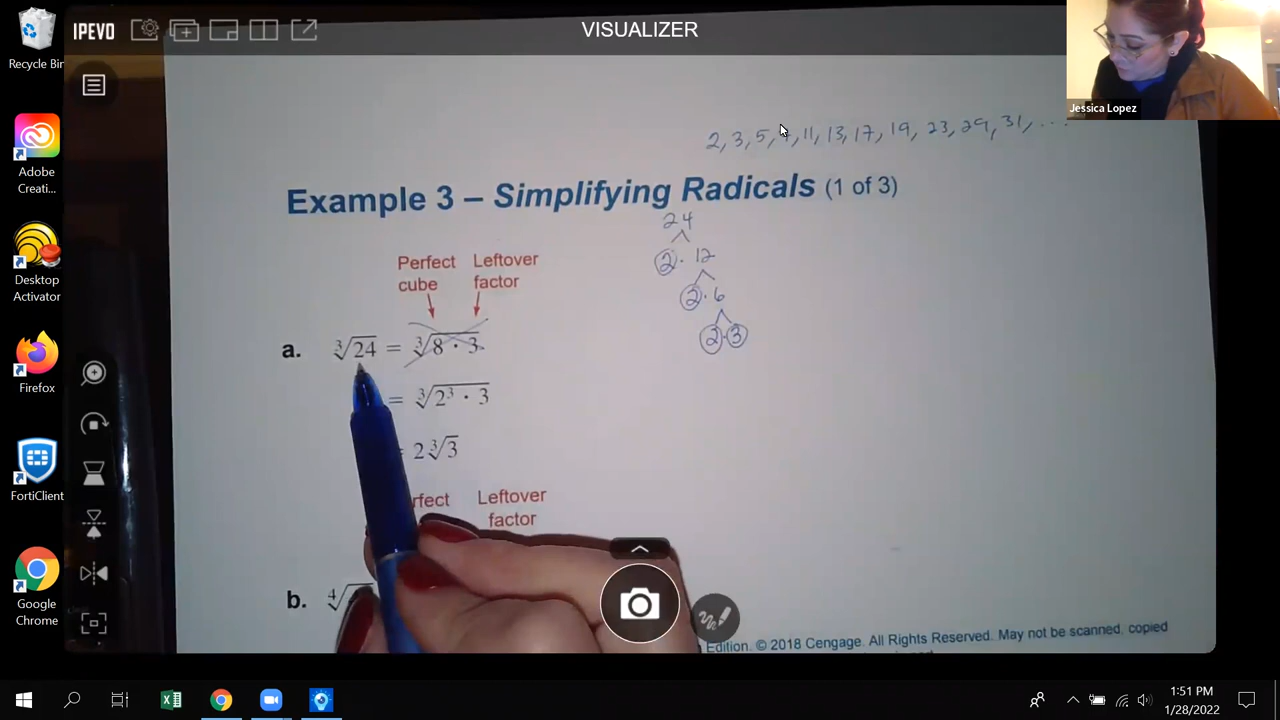 Recycle Bin
IPEVO
VISUALIZER
Jessica Lopez
Adobe
Creati...
Desktop
Activator
Firefox
FortiClient
Google
Chrome
2, 3, 5, 7, 11, 13, 17, 19, 23, 29, 31, ...
Example 3 – Simplifying Radicals (1 of 3)
24
2 · 12
2 · 6
2 · 3
Perfect Leftover
cube factor
a. ∛24 = ∛8 · 3
= ∛2³ · 3
2∛3
rfect Leftover
factor
b. ∜
Edition. © 2018 Cengage. All Rights Reserved. May not be scanned, copied
1:51 PM
1/28/2022